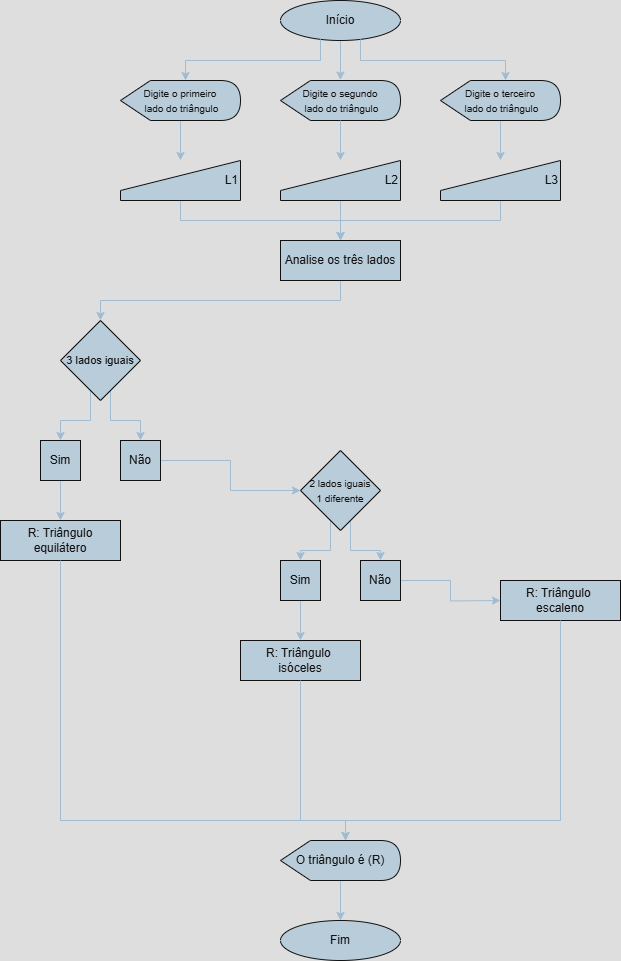 Início
Digite o primeiro
lado do triângulo
Digite o segundo
lado do triângulo
Digite o terceiro
lado do triângulo
L1
L2
L3
Analise os três lados
3 lados iguais
Sim
Não
2 lados iguais
1 diferente
R: Triângulo
equilátero
Sim
Não
R: Triângulo
escaleno
R: Triângulo
isóceles
O triângulo é (R)
Fim